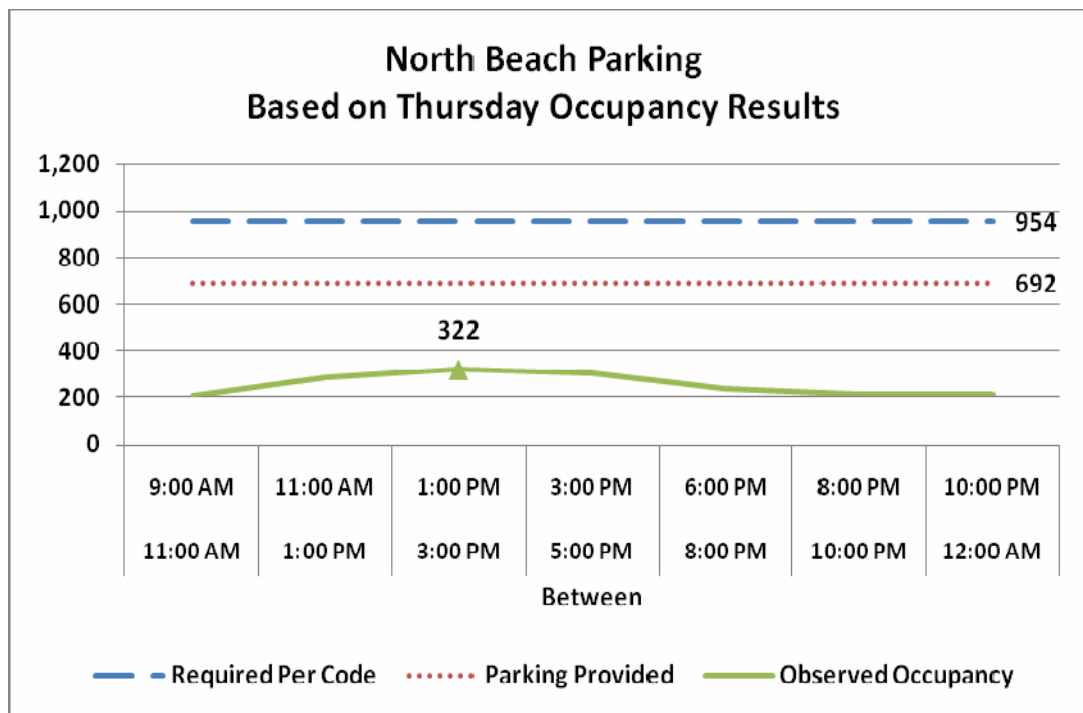 North Beach Parking
Based on Thursday Occupancy Results
1,200
1,000
954
800
692
600
322
400
200
0
9:00 AM 11:00 AM 1:00 PM 3:00 PM 6:00 PM 8:00 PM 10:00 PM
11:00 AM 1:00 PM 3:00 PM 5:00 PM 8:00 PM 10:00 PM 12:00 AM
Between
Required Per Code Parking Provided Observed Occupancy